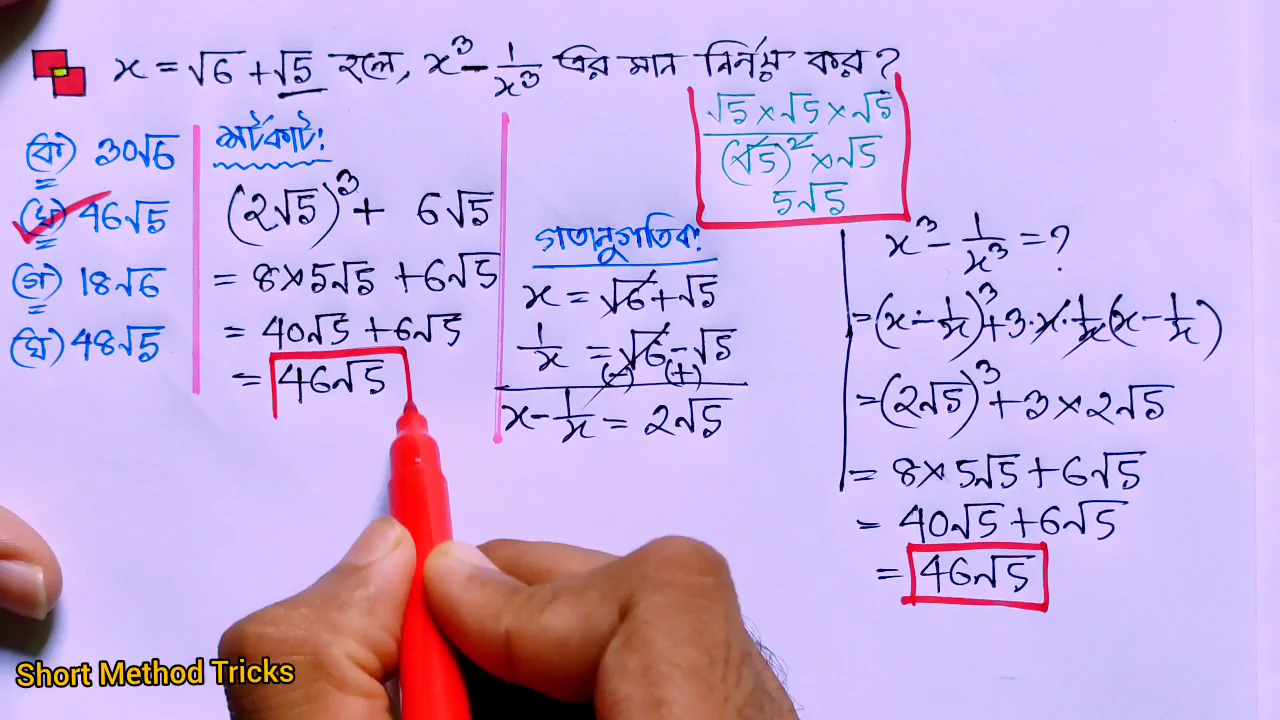 x = √6 + √5 হলে, x³ - 1/x³ এর মান নির্ণয় কর?
(ক) 30√6
(খ) 46√5
(গ) 18√6
(ঘ) 48√5
শর্টকাট:
(2√5)³ + 6√5
= 8×5√5 + 6√5
= 40√5 + 6√5
= 46√5
√5 × √5 × √5
(√5)² × √5
5√5
গতানুগতিক:
x = √6 + √5
1/x = √6 - √5
(-) (+)
x - 1/x = 2√5
x³ - 1/x³ = ?
= (x - 1/x)³ + 3·x·1/x (x - 1/x)
= (2√5)³ + 3 × 2√5
= 8×5√5 + 6√5
= 40√5 + 6√5
= 46√5
Short Method Tricks